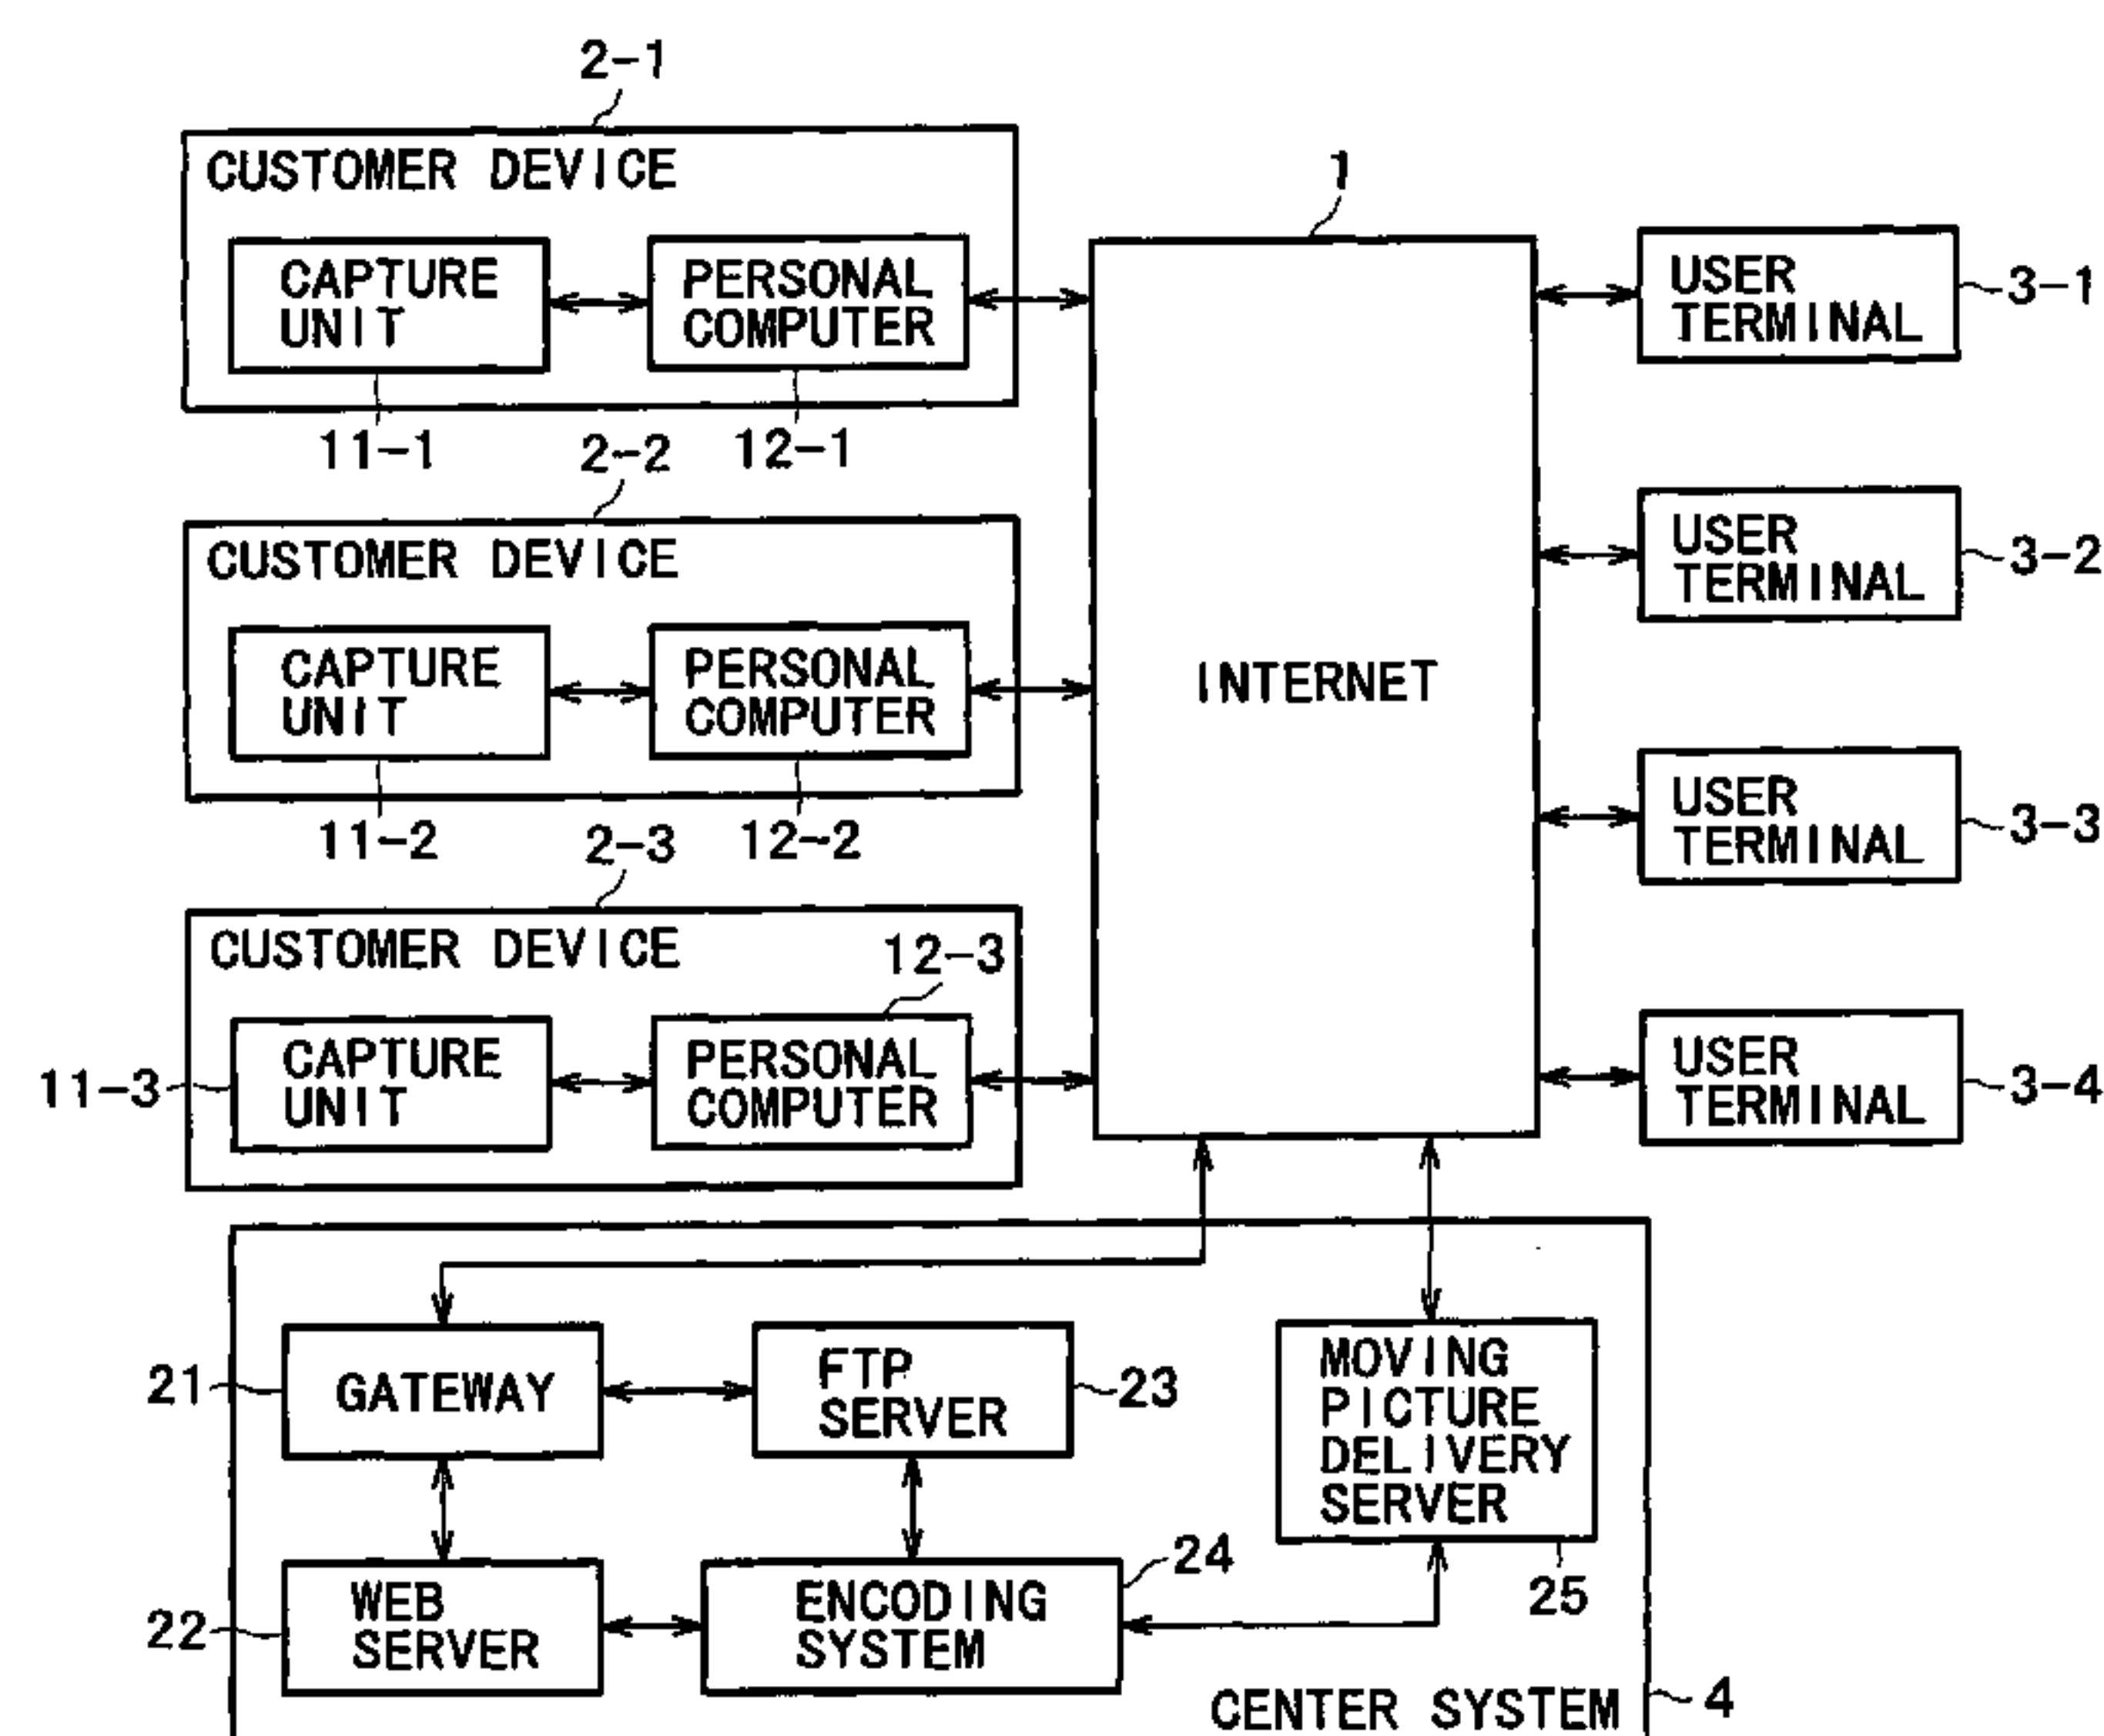 2-1
CUSTOMER DEVICE
CAPTURE
UNIT
PERSONAL
COMPUTER
11-1
12-1
2-2
CUSTOMER DEVICE
CAPTURE
UNIT
PERSONAL
COMPUTER
11-2
12-2
2-3
CUSTOMER DEVICE
12-3
CAPTURE
UNIT
PERSONAL
COMPUTER
11-3
1
INTERNET
USER
TERMINAL
3-1
USER
TERMINAL
3-2
USER
TERMINAL
3-3
USER
TERMINAL
3-4
21
GATEWAY
FTP
SERVER
23
MOVING
PICTURE
DELIVERY
SERVER
25
22
WEB
SERVER
ENCODING
SYSTEM
24
CENTER SYSTEM
4